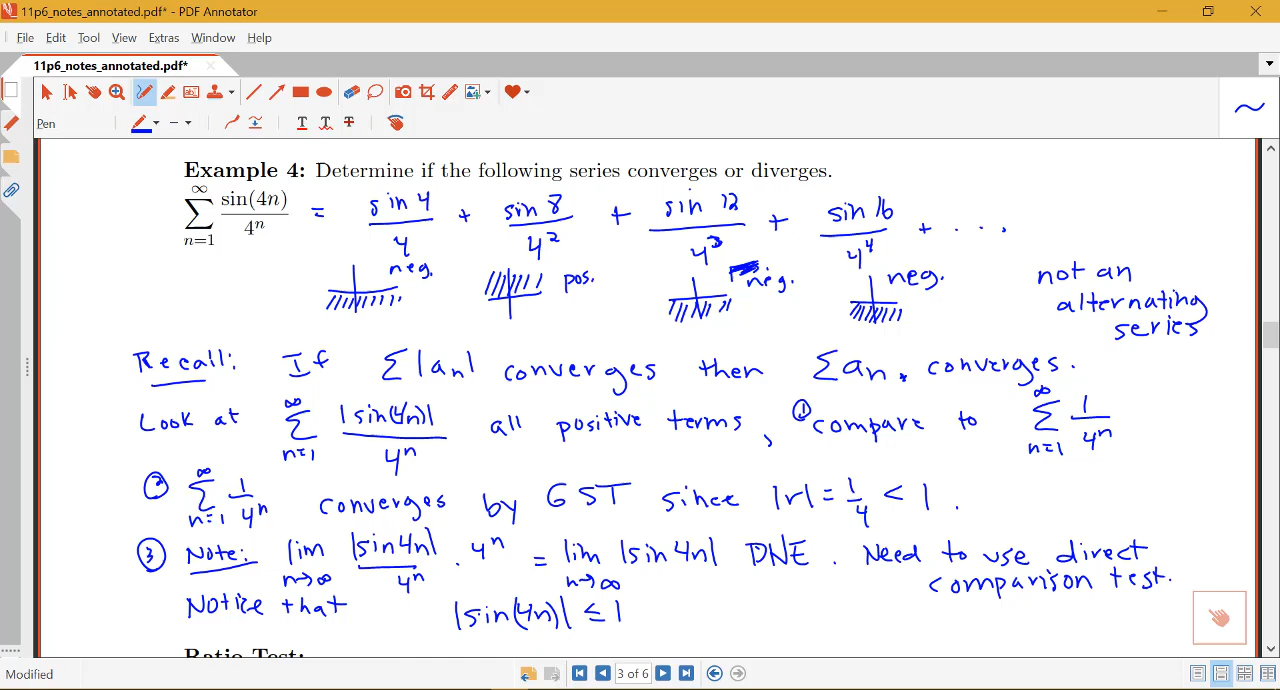 11p6_notes_annotated.pdf* - PDF Annotator
File Edit Tool View Extras Window Help
11p6_notes_annotated.pdf*
Pen
Example 4: Determine if the following series converges or diverges.
∞∑n=1 sin(4n)/4^n = sin 4/4 + sin 8/4^2 + sin 12/4^3 + sin 16/4^4 + ...
neg. pos. neg. neg.
not an
alternating
series
Recall: If Σ|an| converges then Σan converges.
Look at ∞∑n=1 |sin(4n)|/4^n all positive terms, ① compare to ∞∑n=1 1/4^n
② ∞∑n=1 1/4^n converges by GST since |r| = 1/4 < 1.
③ Note: lim n→∞ |sin 4n|/4^n · 4^n = lim n→∞ |sin 4n| DNE. Need to use direct
comparison test.
Notice that |sin(4n)| ≤ 1
Ratio Test:
Modified
3 of 6